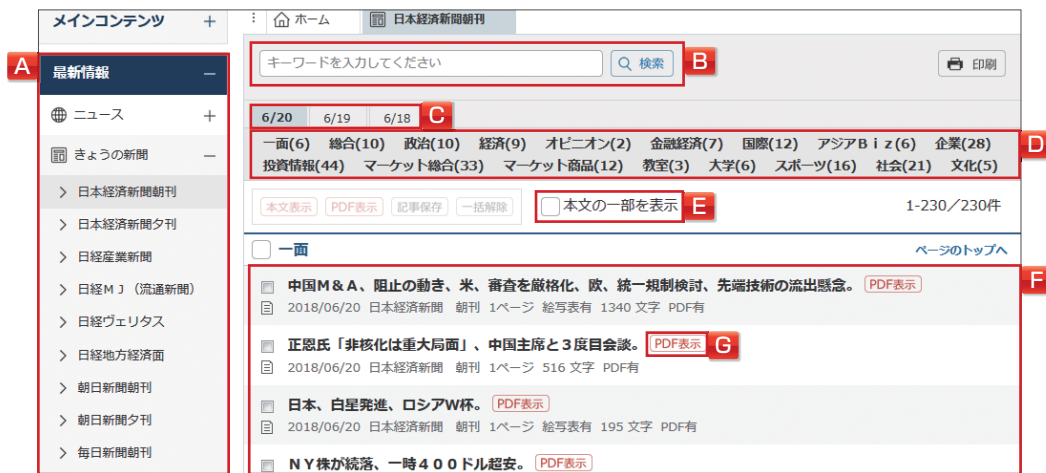 メインコンテンツ +
ホーム 日本経済新聞朝刊
A
最新情報 −
ニュース +
きょうの新聞 −
日本経済新聞朝刊
日本経済新聞夕刊
日経産業新聞
日経MJ（流通新聞）
日経ヴェリタス
日経地方経済面
朝日新聞朝刊
朝日新聞夕刊
毎日新聞朝刊
キーワードを入力してください 検索 B 印刷
6/20 6/19 6/18 C
一面(6) 総合(10) 政治(10) 経済(9) オピニオン(2) 金融経済(7) 国際(12) アジアBiz(6) 企業(28)
投資情報(44) マーケット総合(33) マーケット商品(12) 教室(3) 大学(6) スポーツ(16) 社会(21) 文化(5)
D
本文表示 PDF表示 記事保存 一括解除 本文の一部を表示 E 1-230／230件
一面 ページのトップへ
F
中国M&A、阻止の動き、米、審査を厳格化、欧、統一規制検討、先端技術の流出懸念。 PDF表示
2018/06/20 日本経済新聞 朝刊 1ページ 絵写表有 1340 文字 PDF有
正恩氏「非核化は重大局面」、中国主席と３度目会談。 PDF表示 G
2018/06/20 日本経済新聞 朝刊 1ページ 516 文字 PDF有
日本、白星発進、ロシアW杯。 PDF表示
2018/06/20 日本経済新聞 朝刊 1ページ 絵写表有 195 文字 PDF有
NY株が続落、一時４００ドル超安。 PDF表示